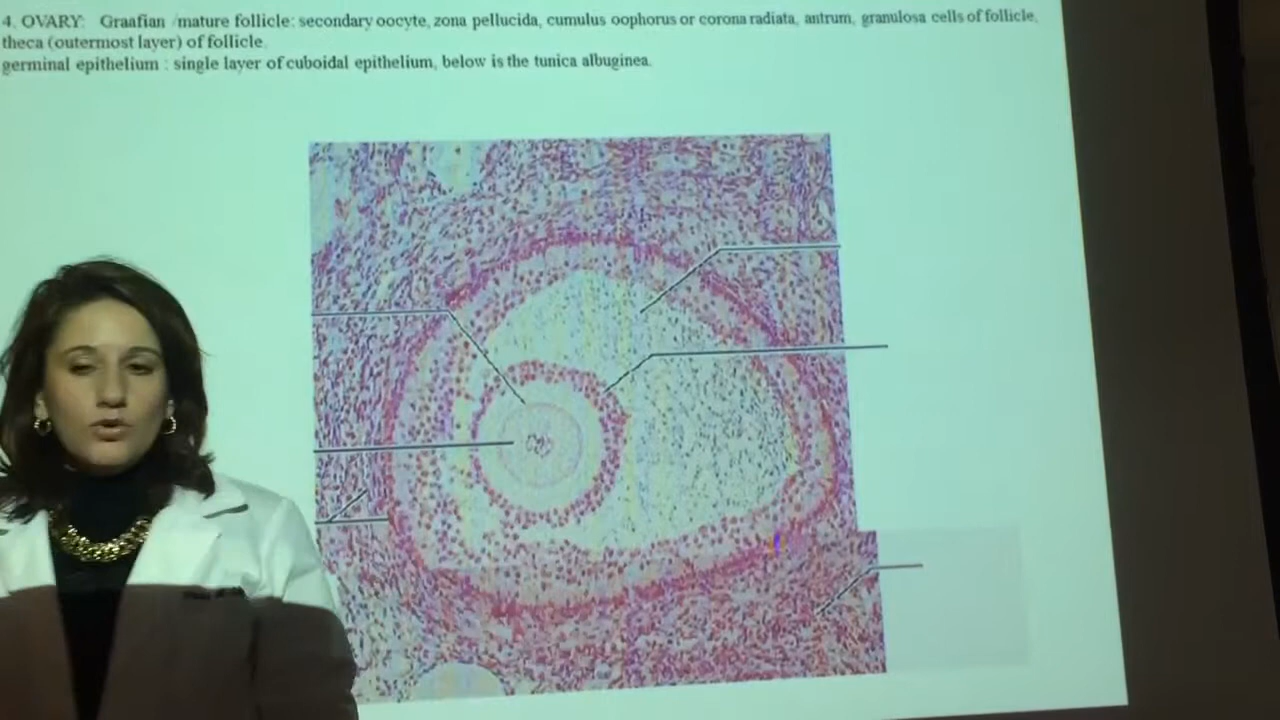 4. OVARY: Graafian /mature follicle: secondary oocyte, zona pellucida, cumulus oophorus or corona radiata, antrum, granulosa cells of follicle,
theca (outermost layer) of follicle
germinal epithelium : single layer of cuboidal epithelium, below is the tunica albuginea.